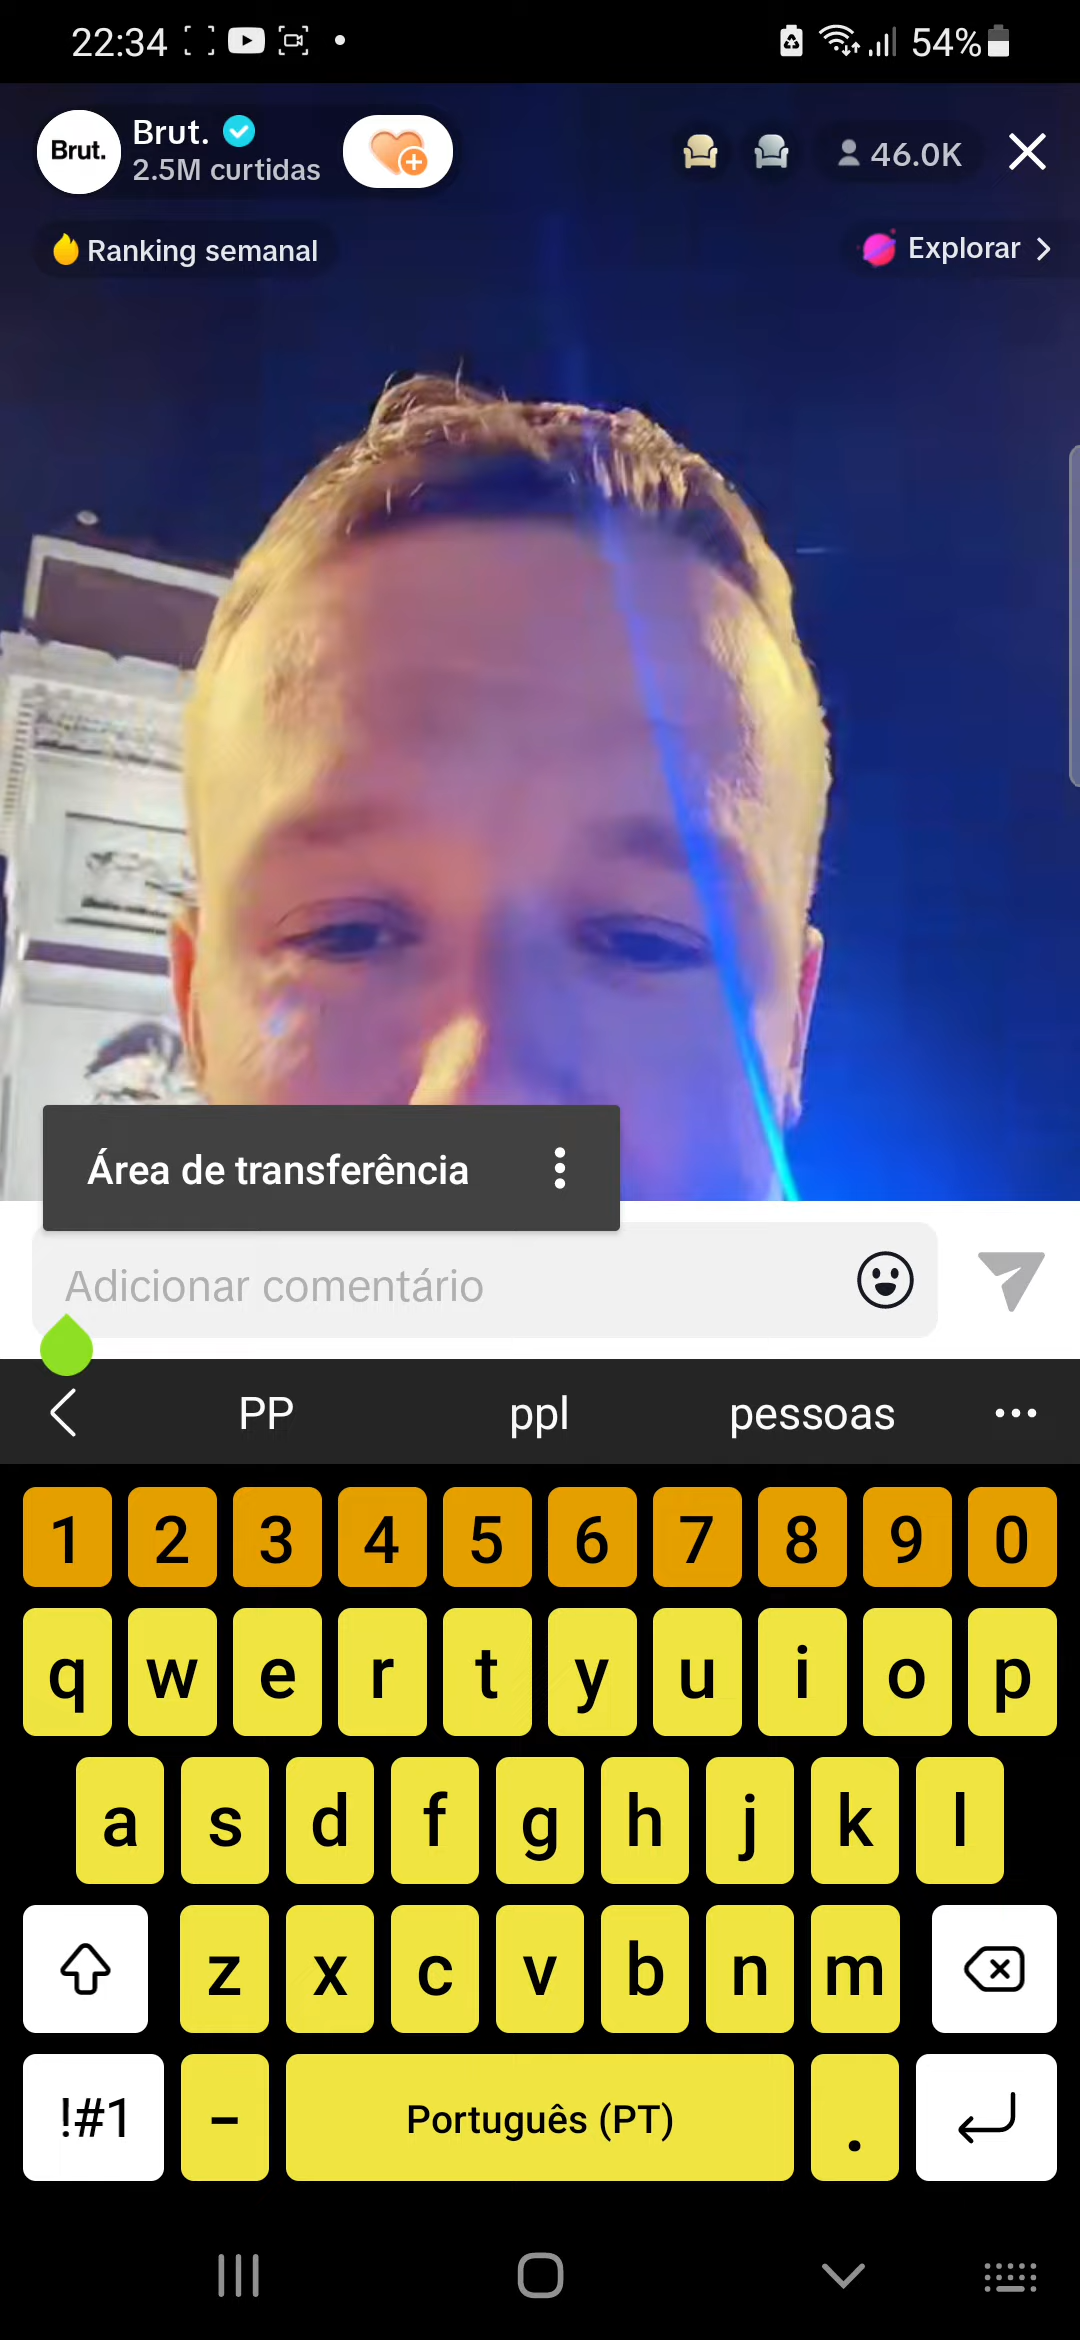 22:34
54%
Brut.
Brut.
2.5M curtidas
46.0K
Ranking semanal
Explorar
Área de transferência
Adicionar comentário
PP ppl pessoas
1 2 3 4 5 6 7 8 9 0
q w e r t y u i o p
a s d f g h j k l
z x c v b n m
!#1 - Português (PT) .